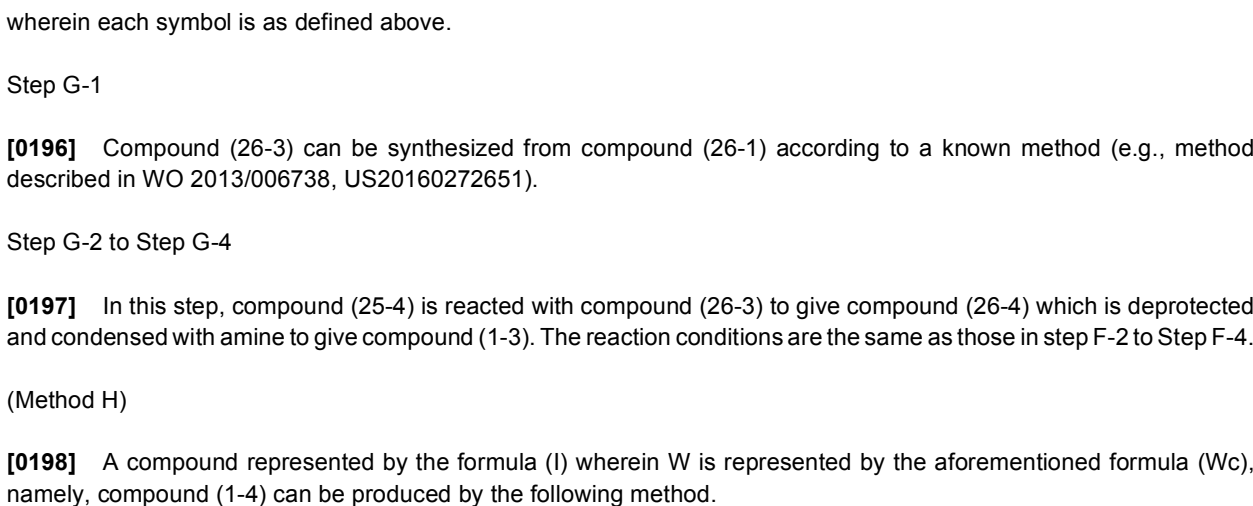 wherein each symbol is as defined above.
Step G-1
[0196] Compound (26-3) can be synthesized from compound (26-1) according to a known method (e.g., method
described in WO 2013/006738, US20160272651).
Step G-2 to Step G-4
[0197] In this step, compound (25-4) is reacted with compound (26-3) to give compound (26-4) which is deprotected
and condensed with amine to give compound (1-3). The reaction conditions are the same as those in step F-2 to Step F-4.
(Method H)
[0198] A compound represented by the formula (I) wherein W is represented by the aforementioned formula (Wc),
namely, compound (1-4) can be produced by the following method.